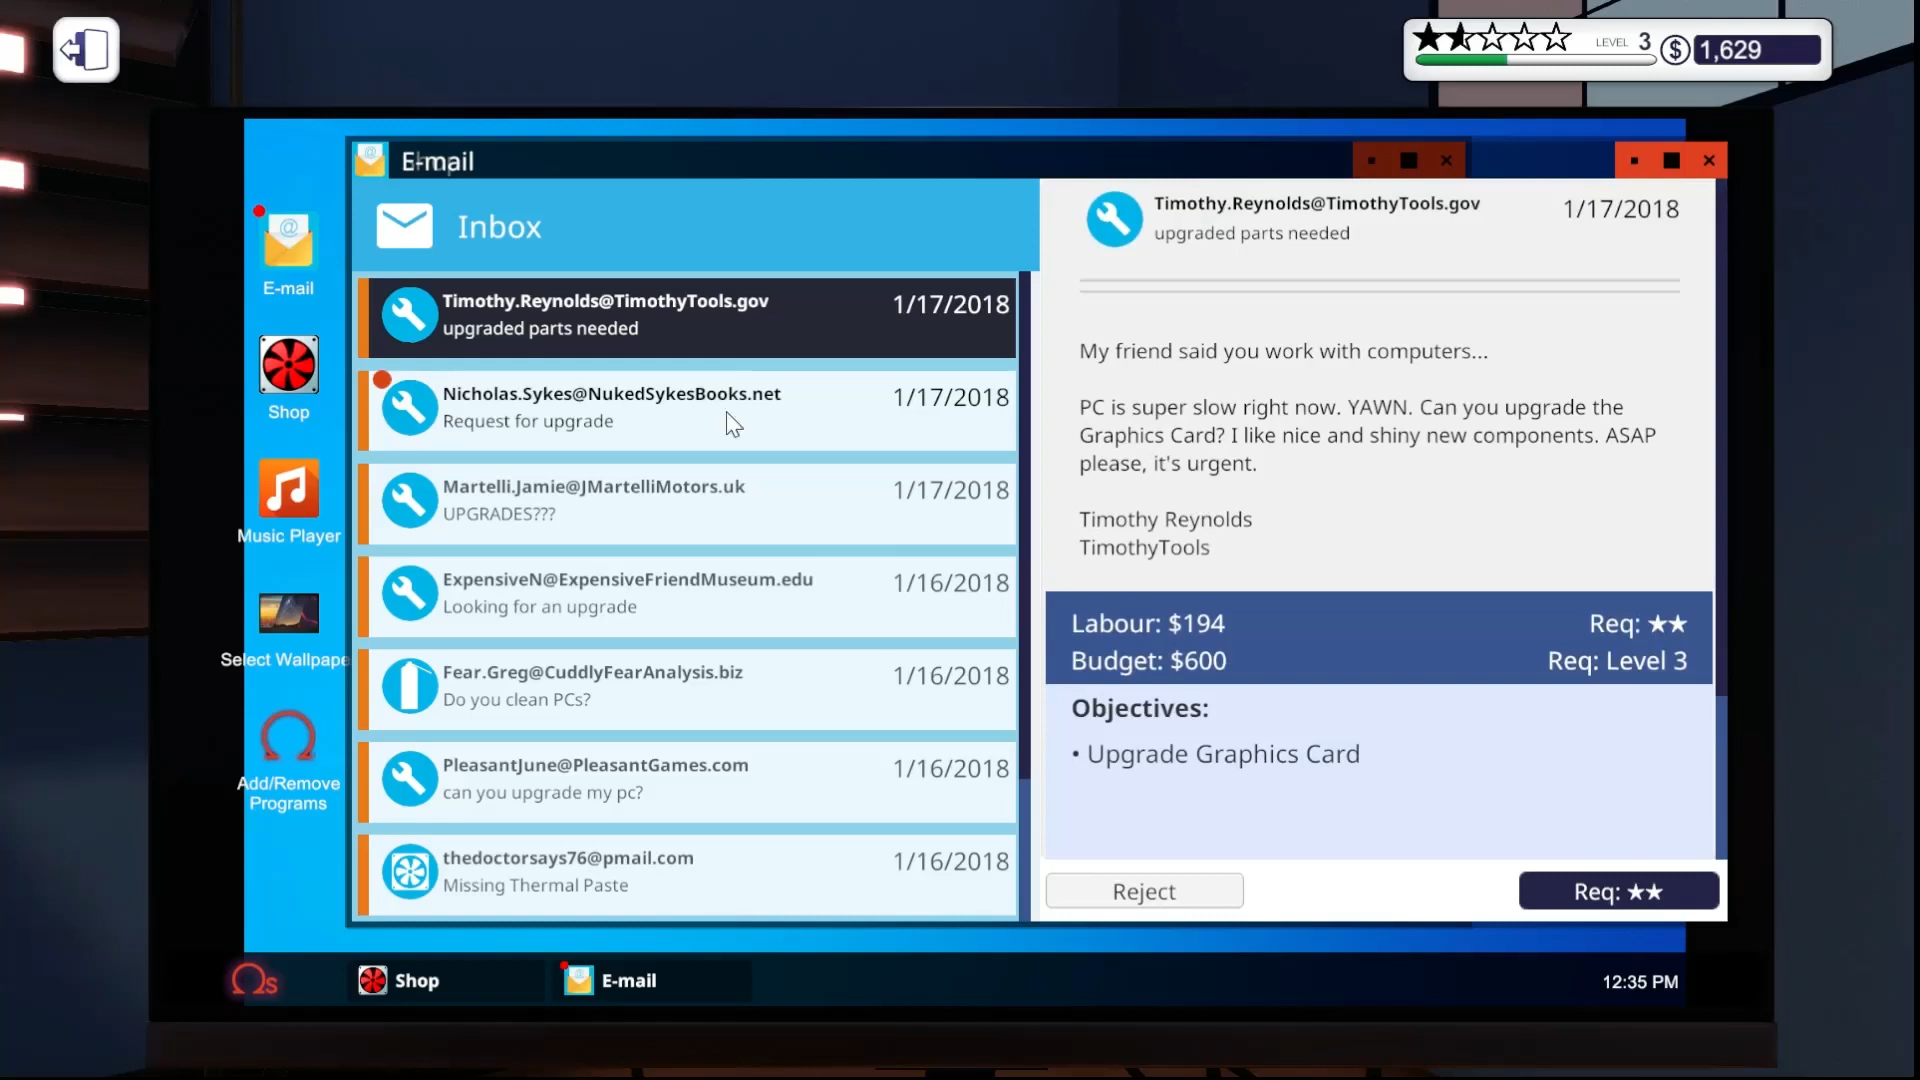 LEVEL 3 $ 1,629
E-mail
Inbox
Timothy.Reynolds@TimothyTools.gov 1/17/2018
upgraded parts needed
Nicholas.Sykes@NukedSykesBooks.net 1/17/2018
Request for upgrade
Martelli.Jamie@JMartelliMotors.uk 1/17/2018
UPGRADES???
ExpensiveN@ExpensiveFriendMuseum.edu 1/16/2018
Looking for an upgrade
Fear.Greg@CuddlyFearAnalysis.biz 1/16/2018
Do you clean PCs?
PleasantJune@PleasantGames.com 1/16/2018
can you upgrade my pc?
thedoctorsays76@pmail.com 1/16/2018
Missing Thermal Paste
Timothy.Reynolds@TimothyTools.gov 1/17/2018
upgraded parts needed
My friend said you work with computers...
PC is super slow right now. YAWN. Can you upgrade the
Graphics Card? I like nice and shiny new components. ASAP
please, it's urgent.
Timothy Reynolds
TimothyTools
Labour: $194 Req: ★★
Budget: $600 Req: Level 3
Objectives:
• Upgrade Graphics Card
Reject Req: ★★
E-mail
Shop
Music Player
Select Wallpape
Add/Remove
Programs
Ωs Shop E-mail 12:35 PM